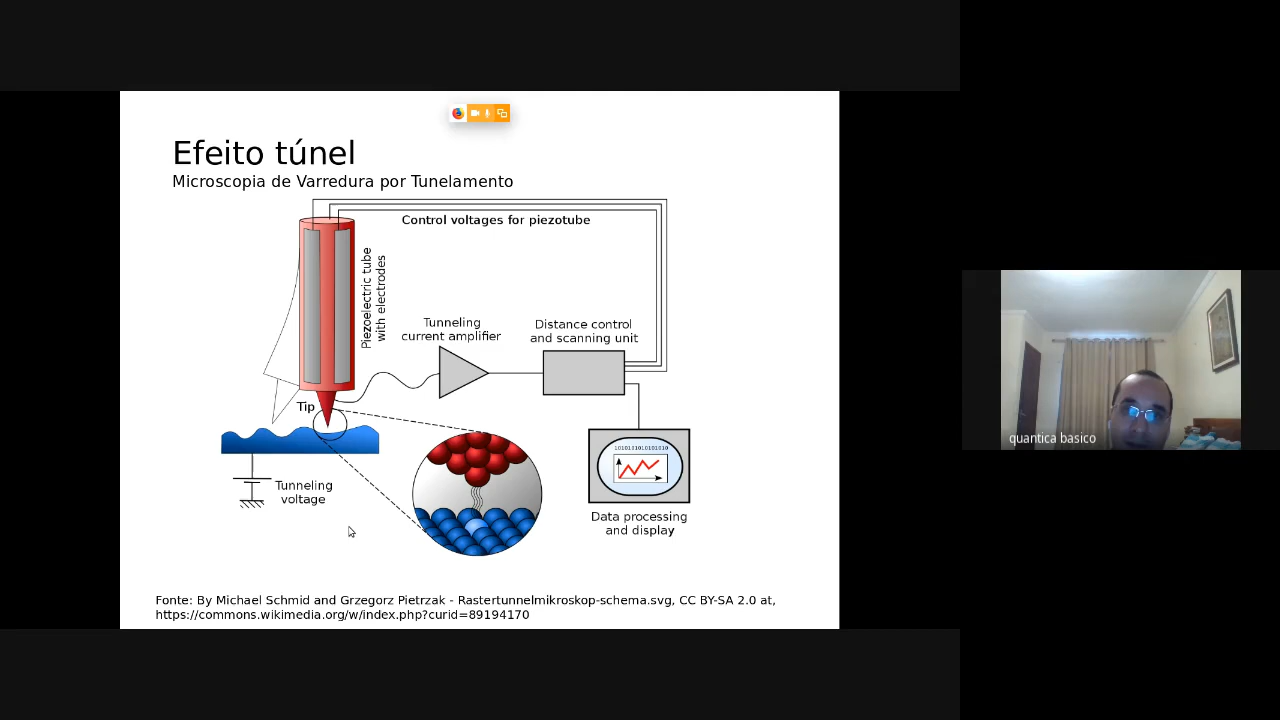 Efeito túnel
Microscopia de Varredura por Tunelamento
Control voltages for piezotube
Piezoelectric tube
with electrodes
Tunneling
current amplifier
Distance control
and scanning unit
Tip
Tunneling
voltage
1010101010101010
Data processing
and display
Fonte: By Michael Schmid and Grzegorz Pietrzak - Rastertunnelmikroskop-schema.svg, CC BY-SA 2.0 at,
https://commons.wikimedia.org/w/index.php?curid=89194170
quantica basico